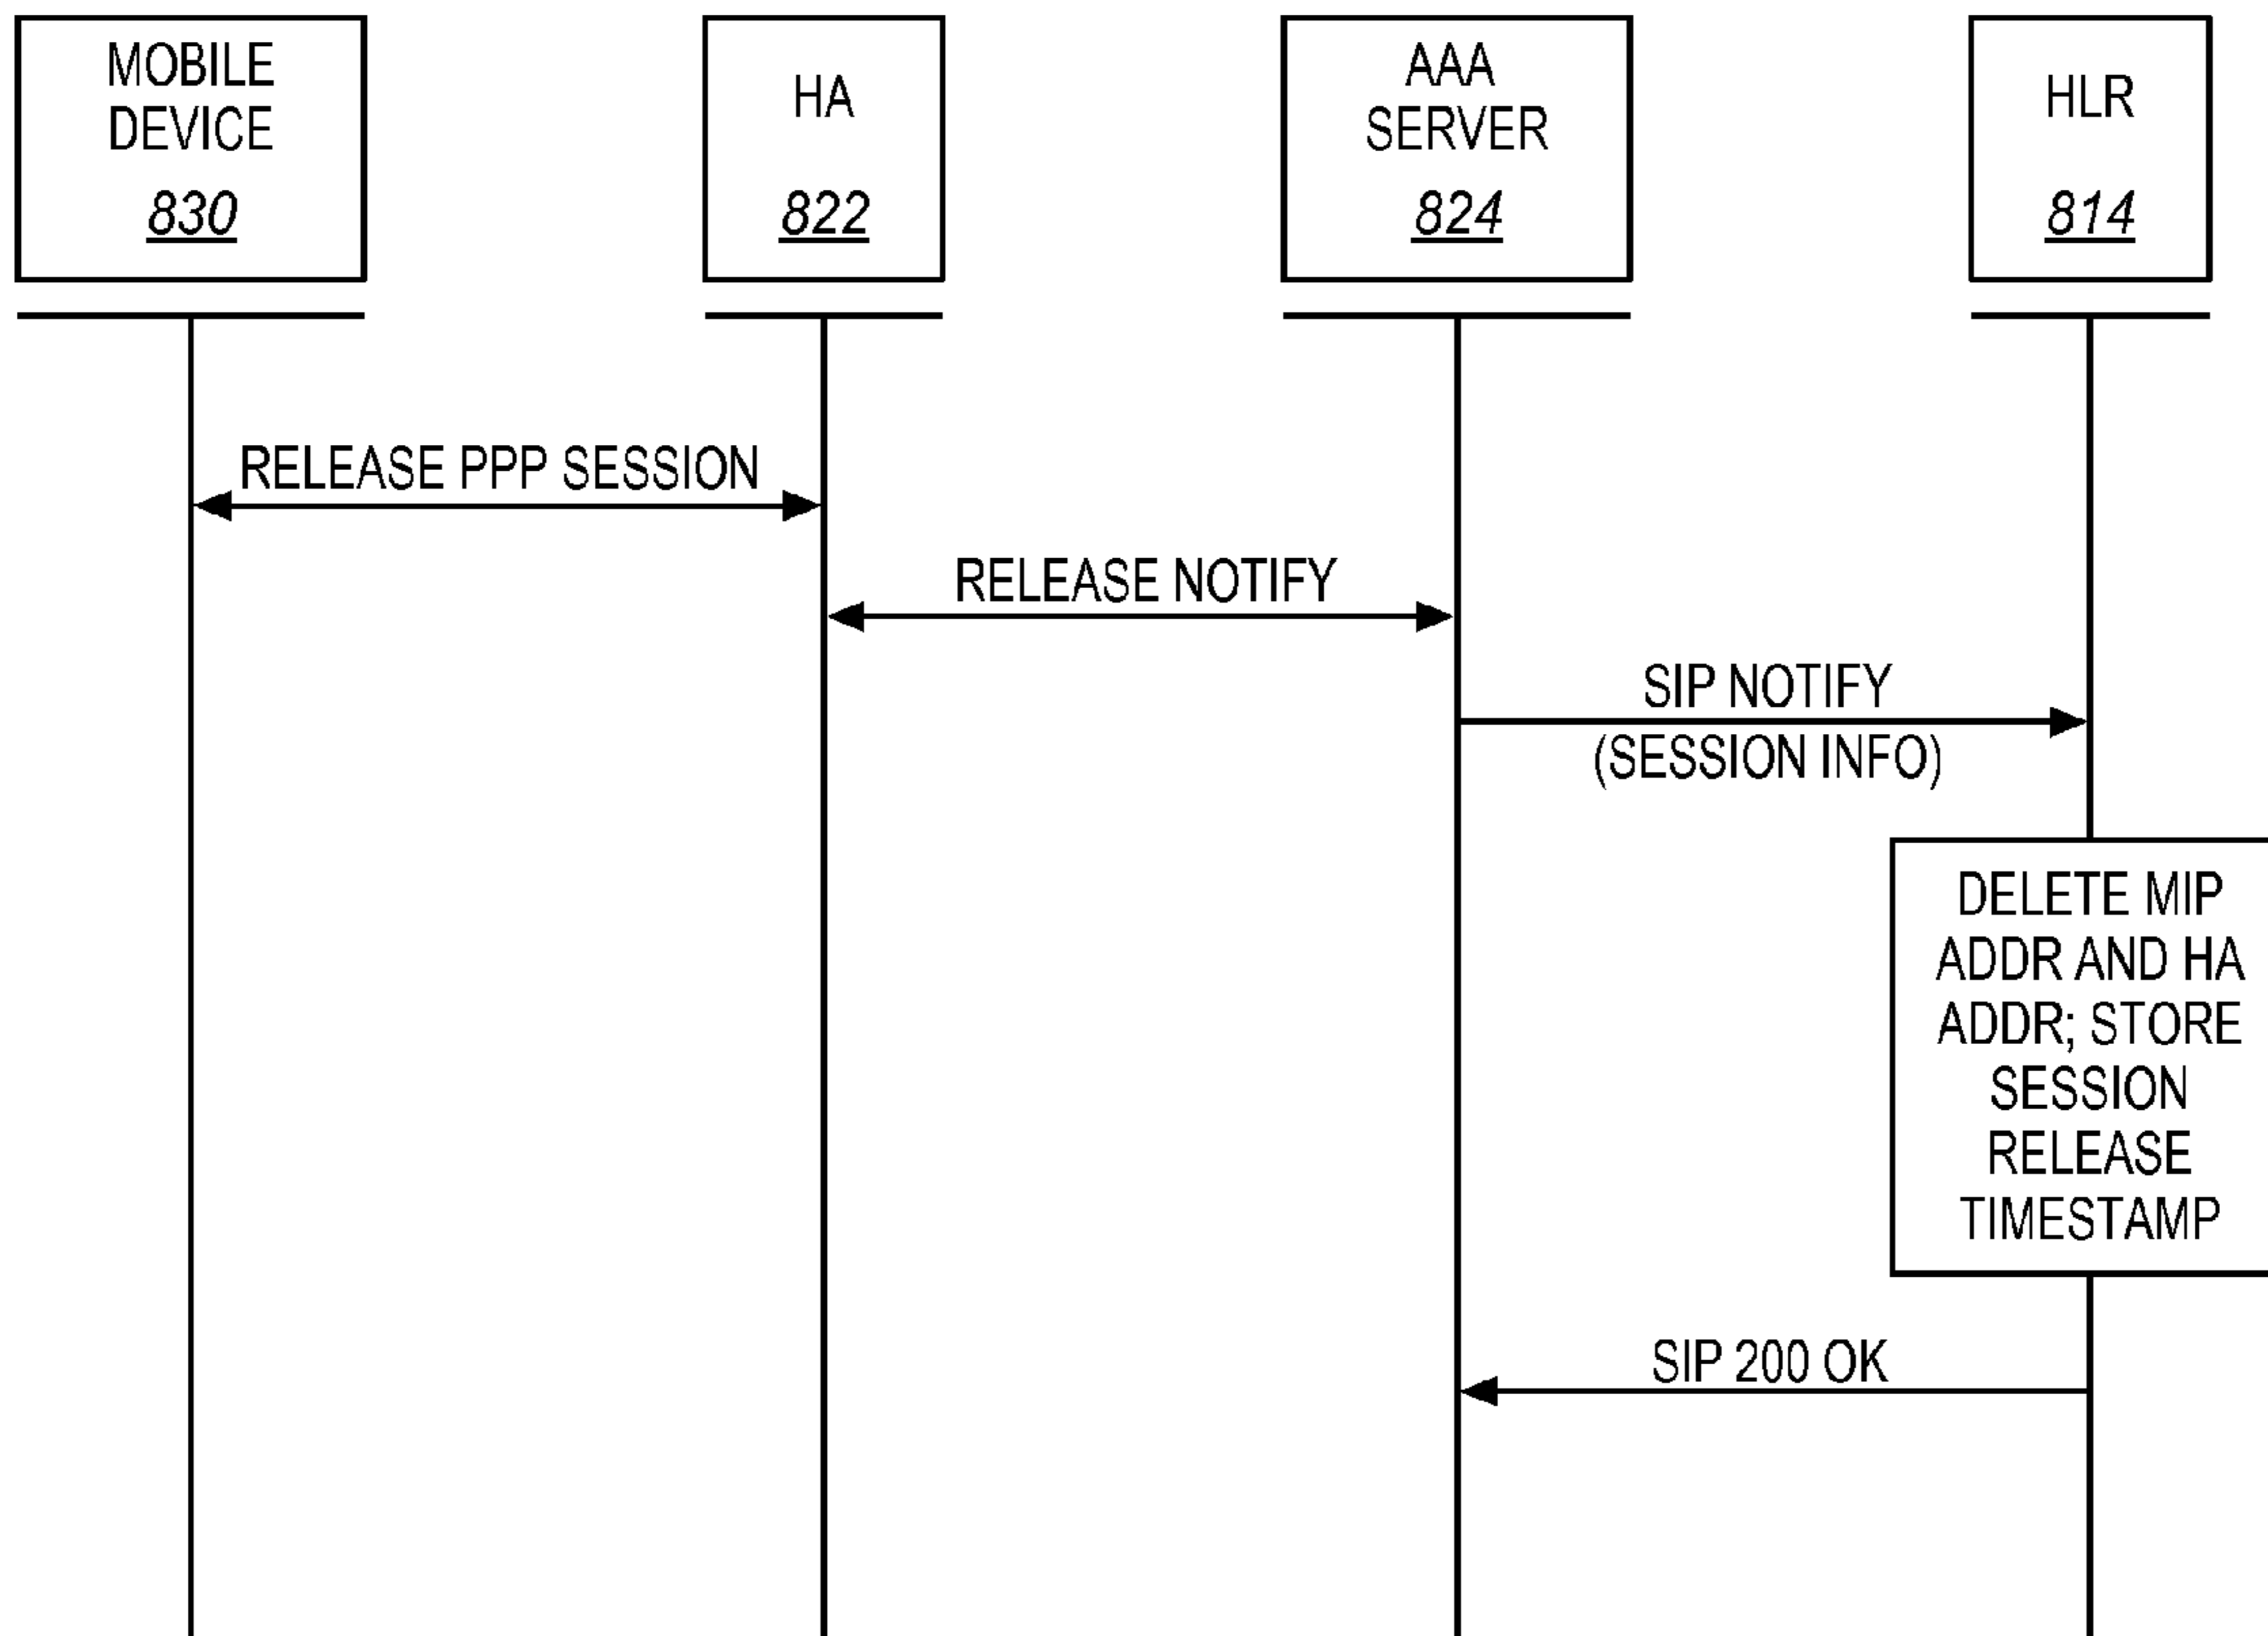 MOBILE
DEVICE
830
HA
822
AAA
SERVER
824
HLR
814
RELEASE PPP SESSION
RELEASE NOTIFY
SIP NOTIFY
(SESSION INFO)
DELETE MIP
ADDR AND HA
ADDR; STORE
SESSION
RELEASE
TIMESTAMP
SIP 200 OK